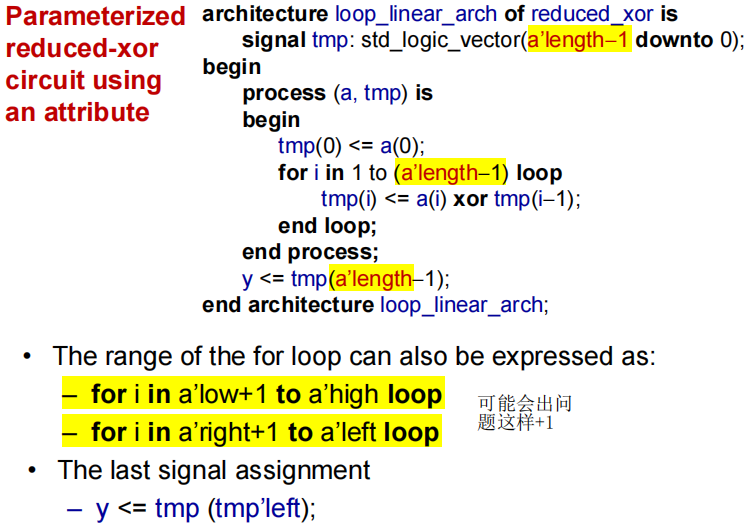 Parameterized
reduced-xor
circuit using
an attribute
architecture loop_linear_arch of reduced_xor is
signal tmp: std_logic_vector(a’length–1 downto 0);
begin
process (a, tmp) is
begin
tmp(0) <= a(0);
for i in 1 to (a’length–1) loop
tmp(i) <= a(i) xor tmp(i–1);
end loop;
end process;
y <= tmp(a’length–1);
end architecture loop_linear_arch;
• The range of the for loop can also be expressed as:
– for i in a’low+1 to a’high loop
– for i in a’right+1 to a’left loop
可能会出问
题这样+1
• The last signal assignment
– y <= tmp (tmp’left);